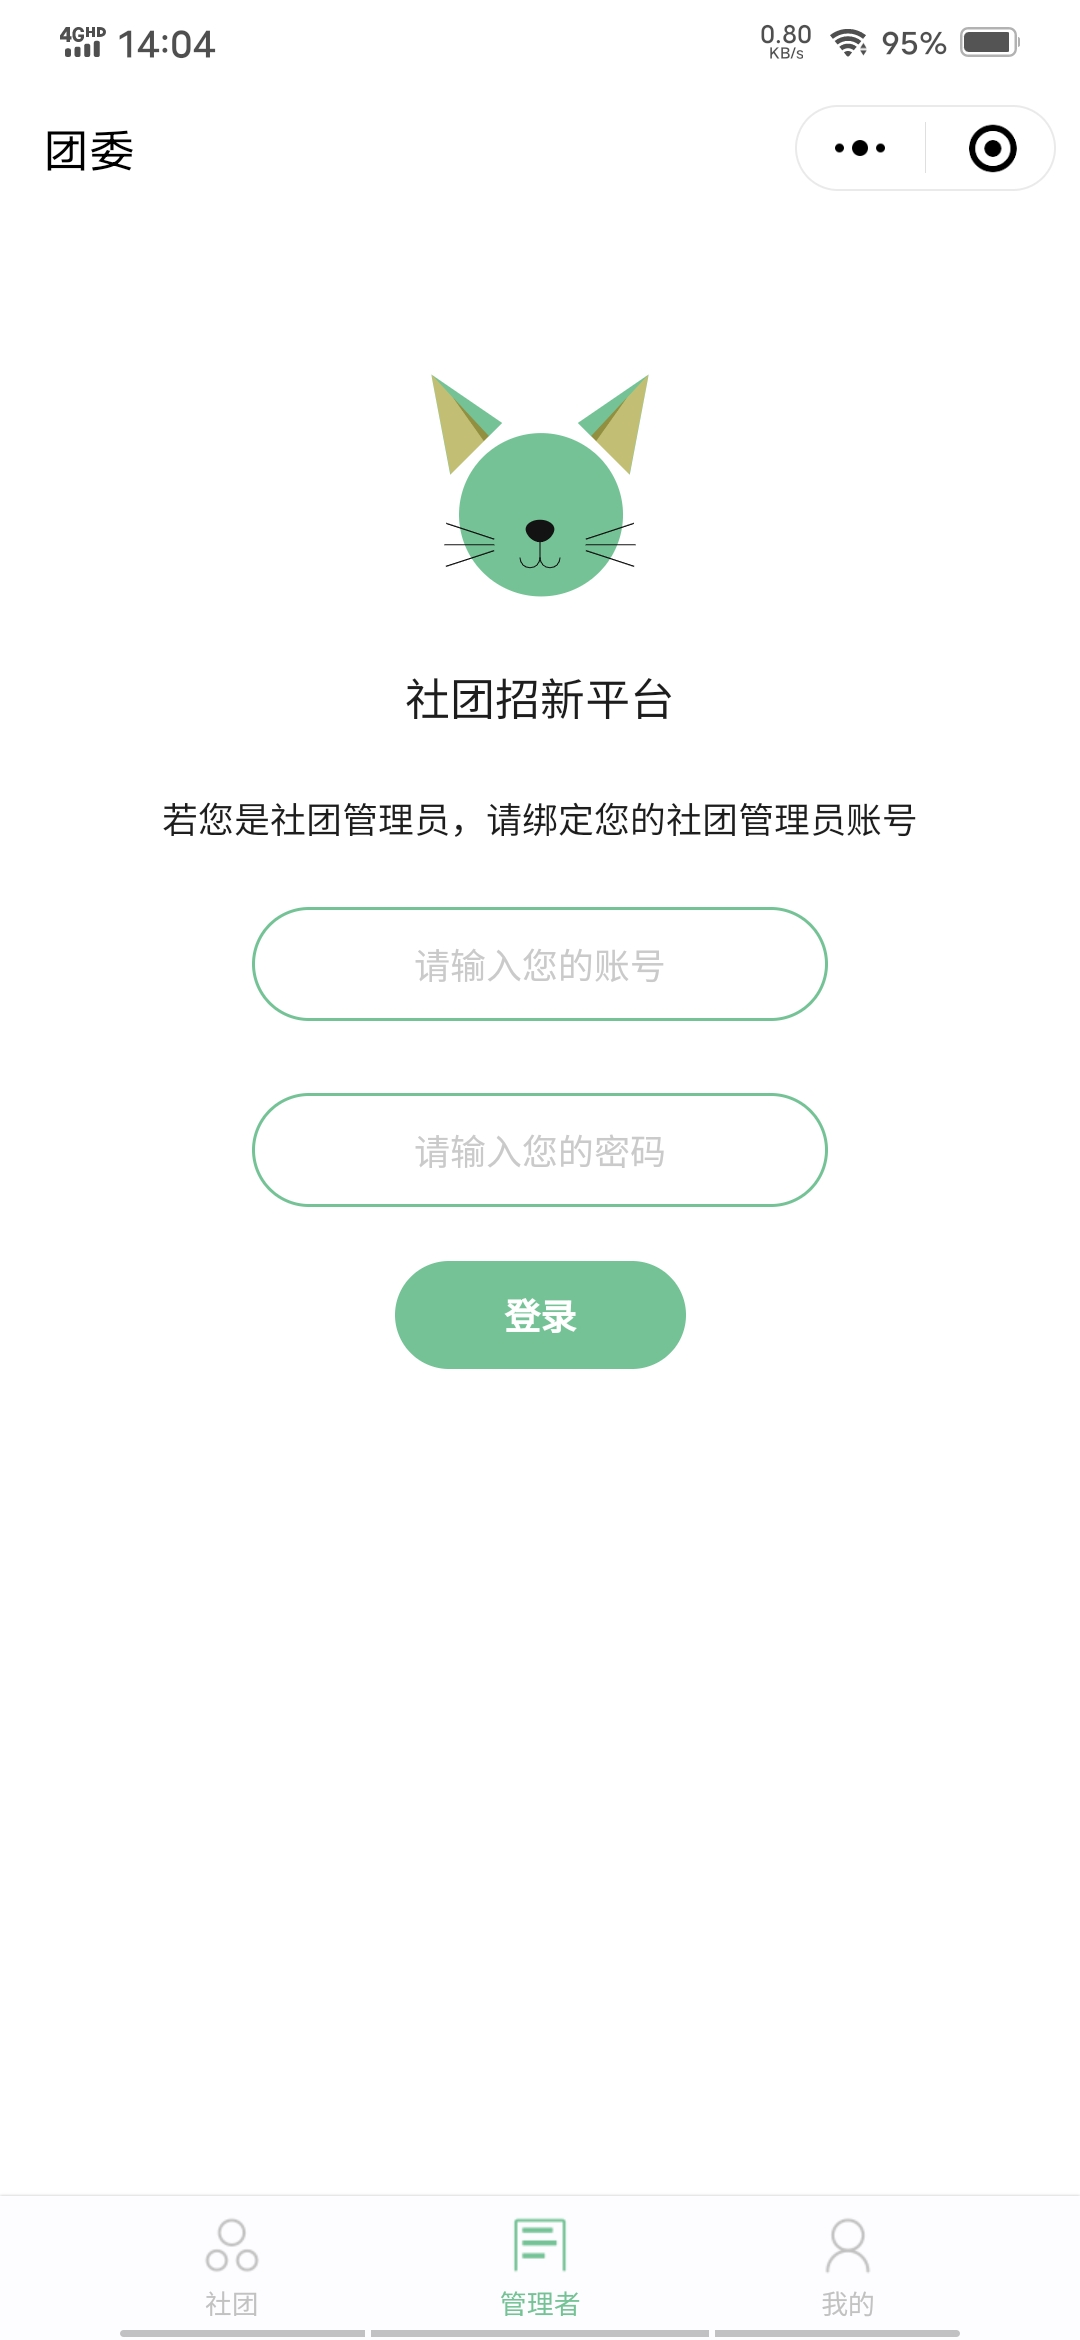 4GHD 14:04 0.80 KB/s 95%
团委
社团招新平台
若您是社团管理员，请绑定您的社团管理员账号
请输入您的账号
请输入您的密码
登录
社团 管理者 我的